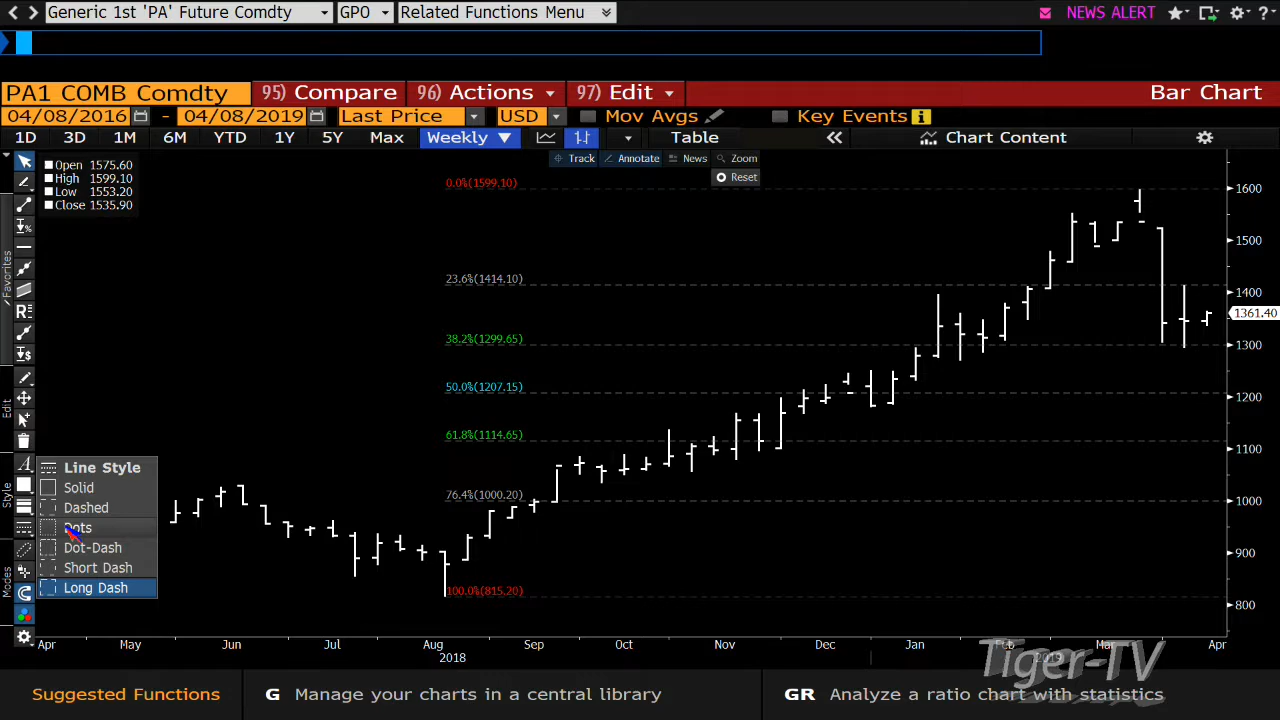 Generic 1st 'PA' Future Comdty GPO Related Functions Menu NEWS ALERT ?
PA1 COMB Comdty 95) Compare 96) Actions 97) Edit Bar Chart
04/08/2016 - 04/08/2019 Last Price USD Mov Avgs Key Events
1D 3D 1M 6M YTD 1Y 5Y Max Weekly ▼ Table « Chart Content
Track Annotate News Zoom
Reset
Open 1575.60
High 1599.10
Low 1553.20
Close 1535.90
0.0%(1599.10)
23.6%(1414.10)
38.2%(1299.65)
50.0%(1207.15)
61.8%(1114.65)
76.4%(1000.20)
100.0%(815.20)
1600
1500
1400
1361.40
1300
1200
1100
1000
900
800
Favorites
Edit
Style
Modes
Line Style
Solid
Dashed
Dots
Dot-Dash
Short Dash
Long Dash
Apr May Jun Jul Aug Sep Oct Nov Dec Jan Feb Mar Apr
2018 2019
Tiger-TV
Suggested Functions G Manage your charts in a central library GR Analyze a ratio chart with statistics